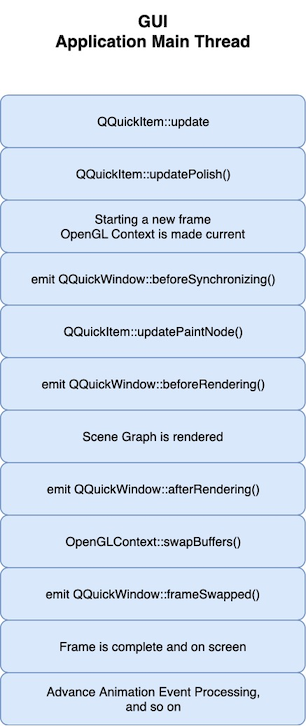 GUI
Application Main Thread
QQuickItem::update
QQuickItem::updatePolish()
Starting a new frame
OpenGL Context is made current
emit QQuickWindow::beforeSynchronizing()
QQuickItem::updatePaintNode()
emit QQuickWindow::beforeRendering()
Scene Graph is rendered
emit QQuickWindow::afterRendering()
OpenGLContext::swapBuffers()
emit QQuickWindow::frameSwapped()
Frame is complete and on screen
Advance Animation Event Processing,
and so on